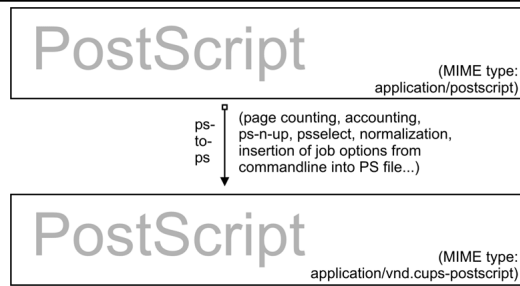 PostScript
(MIME type:
application/postscript)
ps-
to-
ps
(page counting, accounting,
ps-n-up, psselect, normalization,
insertion of job options from
commandline into PS file...)
PostScript
(MIME type:
application/vnd.cups-postscript)